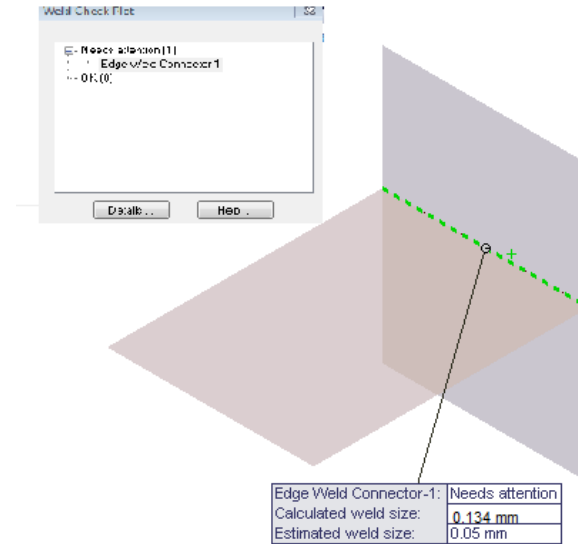 Weld Check Plot
Needs attention (1)
Edge Weld Connector-1
OK (0)
Details...
Help...
Edge Weld Connector-1: Needs attention
Calculated weld size: 0.134 mm
Estimated weld size: 0.05 mm